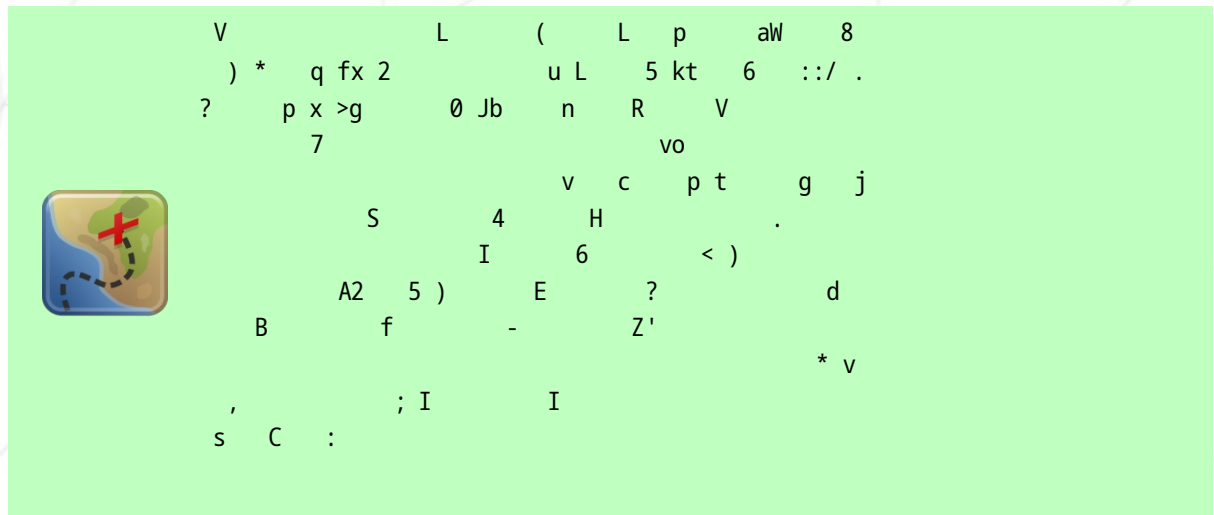 V L ( L p aW 8
) * q fx 2 u L 5 kt 6 ::/ .
? p x >g 0 Jb n R V
7 vo
v c p t g j
S 4 H .
I 6 < )
A2 5 ) E ? d
B f - Z'
* v
, ; I I
s C :